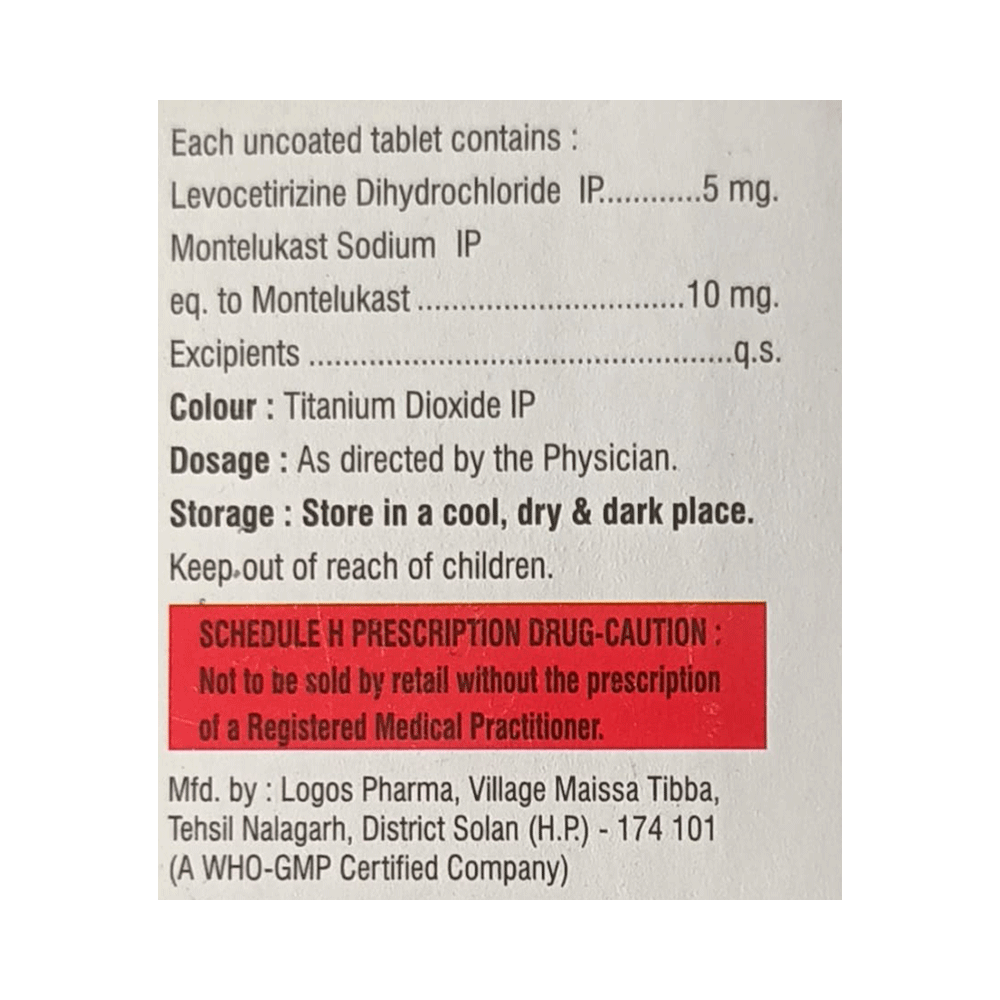 Each uncoated tablet contains :
Levocetirizine Dihydrochloride IP............5 mg.
Montelukast Sodium IP
eq. to Montelukast ...............................10 mg.
Excipients .................................................q.s.
Colour : Titanium Dioxide IP
Dosage : As directed by the Physician.
Storage : Store in a cool, dry & dark place.
Keep out of reach of children.
SCHEDULE H PRESCRIPTION DRUG-CAUTION :
Not to be sold by retail without the prescription
of a Registered Medical Practitioner.
Mfd. by : Logos Pharma, Village Maissa Tibba,
Tehsil Nalagarh, District Solan (H.P.) - 174 101
(A WHO-GMP Certified Company)